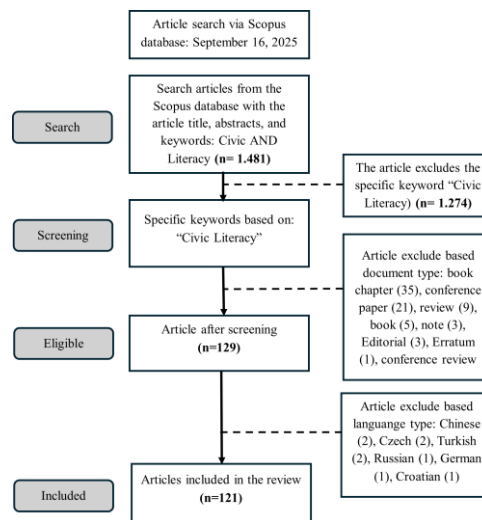 Article search via Scopus
database: September 16, 2025
Search
Search articles from the
Scopus database with the
article title, abstracts, and
keywords: Civic AND
Literacy (n= 1.481)
The article excludes the
specific keyword “Civic
Literacy) (n= 1.274)
Screening
Specific keywords based on:
“Civic Literacy”
Article exclude based
document type: book
chapter (35), conference
paper (21), review (9),
book (5), note (3),
Editorial (3), Erratum
(1), conference review
Eligible
Article after screening
(n=129)
Article exclude based
languange type: Chinese
(2), Czech (2), Turkish
(2), Russian (1), German
(1), Croatian (1)
Included
Articles included in the review
(n=121)